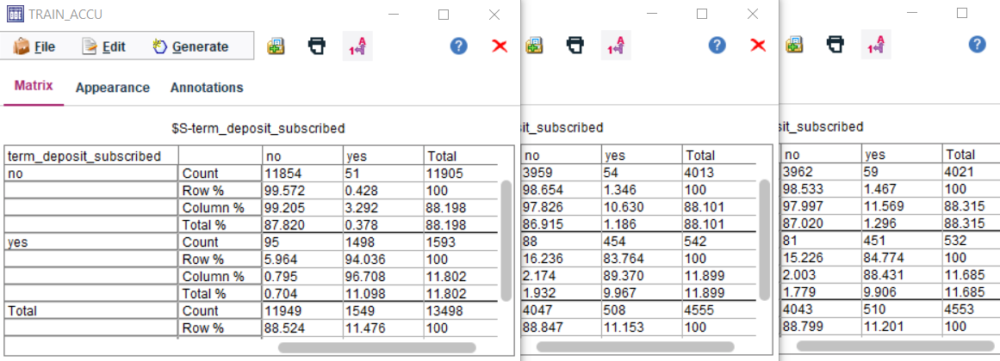 TRAIN_ACCU
File Edit Generate 1 A ? 1 A ? 1 A ?
Matrix Appearance Annotations
$S-term_deposit_subscribed it_subscribed sit_subscribed
term_deposit_subscribed no yes Total no yes Total no yes Total
no Count 11854 51 11905 3959 54 4013 3962 59 4021
Row % 99.572 0.428 100 98.654 1.346 100 98.533 1.467 100
Column % 99.205 3.292 88.198 97.826 10.630 88.101 97.997 11.569 88.315
Total % 87.820 0.378 88.198 86.915 1.186 88.101 87.020 1.296 88.315
yes Count 95 1498 1593 88 454 542 81 451 532
Row % 5.964 94.036 100 16.236 83.764 100 15.226 84.774 100
Column % 0.795 96.708 11.802 2.174 89.370 11.899 2.003 88.431 11.685
Total % 0.704 11.098 11.802 1.932 9.967 11.899 1.779 9.906 11.685
Total Count 11949 1549 13498 4047 508 4555 4043 510 4553
Row % 88.524 11.476 100 88.847 11.153 100 88.799 11.201 100